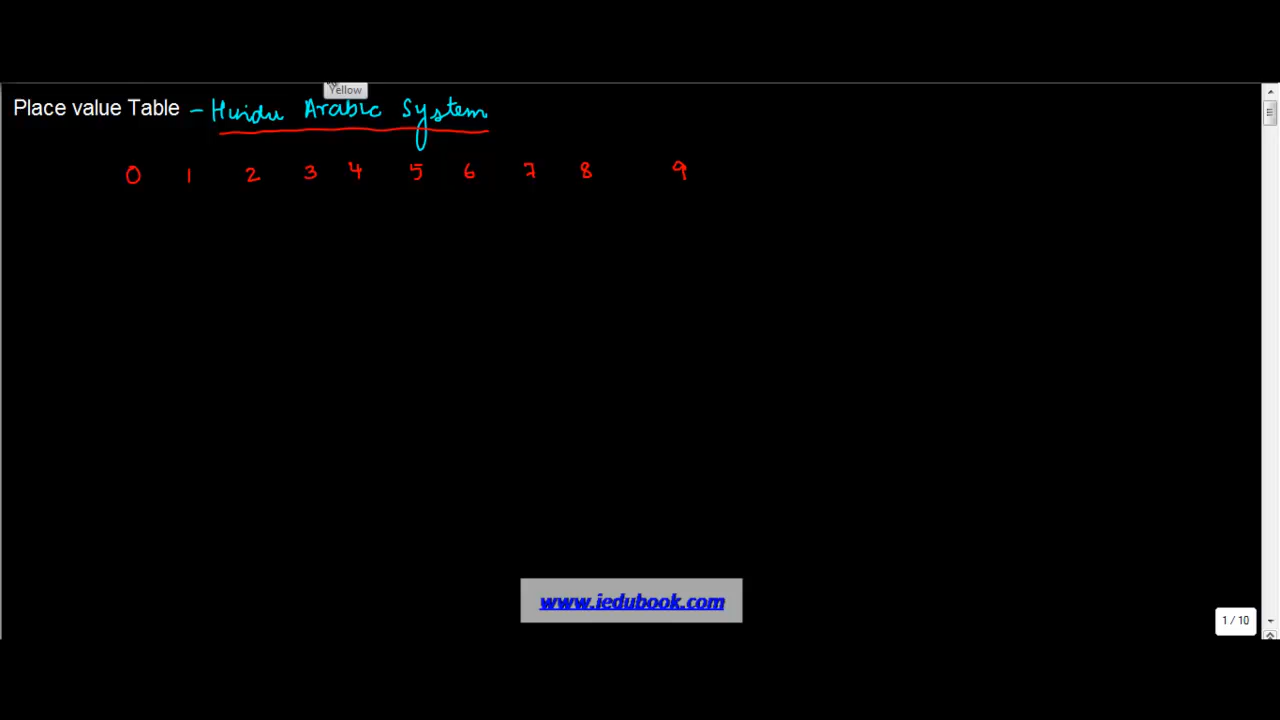 Yellow
Place value Table - Hindu Arabic System
0 1 2 3 4 5 6 7 8 9
www.iedubook.com
1 / 10